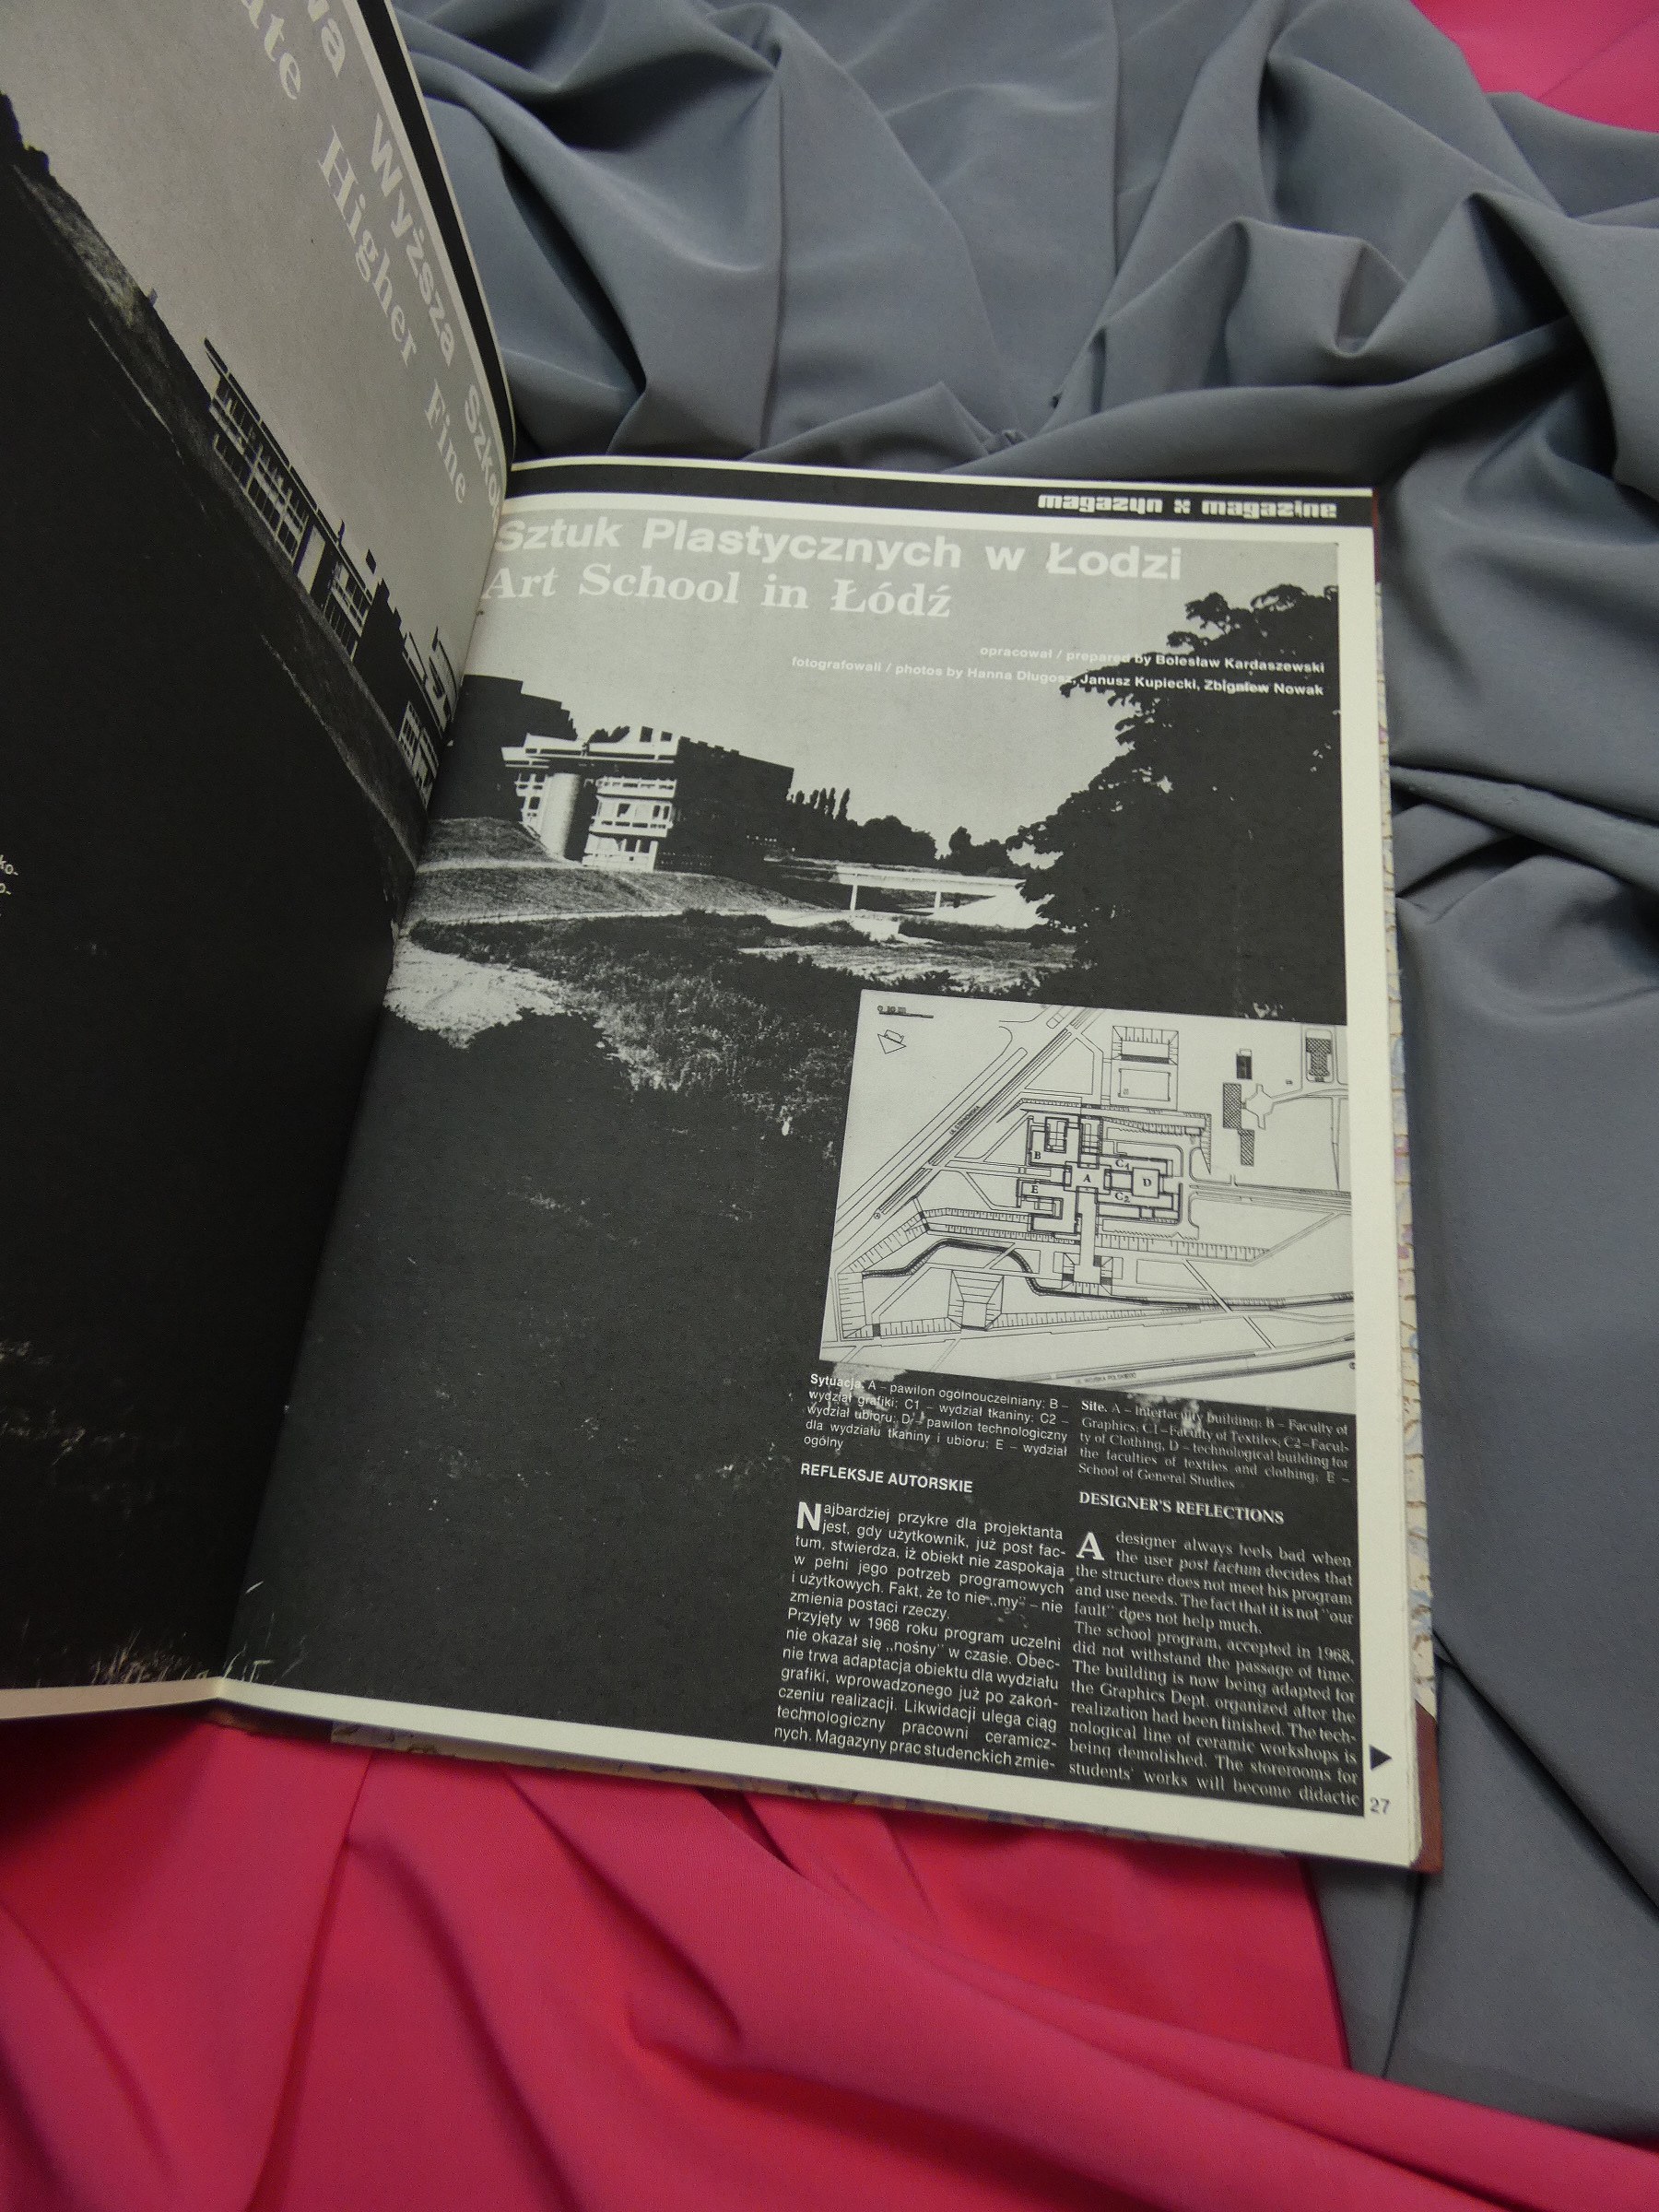 Wyższa Szko
Higher Fine
magazyn magazine
Sztuk Plastycznych w Łodzi
Art School in Łódź
opracował / prepared by Bolesław Kardaszewski
fotografowali / photos by Hanna Długosz, Janusz Kupiecki, Zbigniew Nowak
B
A
C1
D
E
C2
Sytuacja. A – pawilon ogólnouczelniany; B –
wydział grafiki; C1 – wydział tkaniny; C2 –
wydział ubioru; D – pawilon technologiczny
dla wydziału tkaniny i ubioru; E – wydział
ogólny
REFLEKSJE AUTORSKIE
Najbardziej przykre dla projektanta
jest, gdy użytkownik, już post fac-
tum, stwierdza, iż obiekt nie zaspokaja
w pełni jego potrzeb programowych
i użytkowych. Fakt, że to nie „my” – nie
zmienia postaci rzeczy.
Przyjęty w 1968 roku program uczelni
nie okazał się „nośny” w czasie. Obec-
nie trwa adaptacja obiektu dla wydziału
grafiki, wprowadzonego już po zakoń-
czeniu realizacji. Likwidacji ulega ciąg
technologiczny pracowni ceramicz-
nych. Magazyny prac studenckich zmie-
Site. A – Interfaculty building; B – Faculty of
Graphics; C1 – Faculty of Textiles, C2 – Facul-
ty of Clothing, D – technological building for
the faculties of textiles and clothing; E –
School of General Studies
DESIGNER'S REFLECTIONS
A designer always feels bad when
the user post factum decides that
the structure does not meet his program
and use needs. The fact that it is not "our
fault" does not help much.
The school program, accepted in 1968,
did not withstand the passage of time.
The building is now being adapted for
the Graphics Dept. organized after the
realization had been finished. The tech-
nological line of ceramic workshops is
being demolished. The storerooms for
students' works will become didactic
27